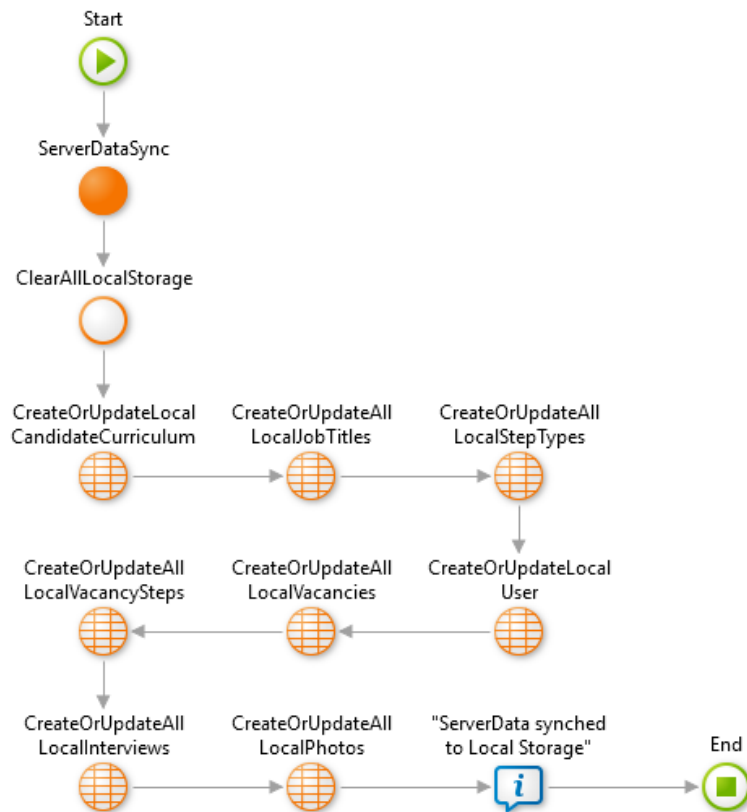 Start
ServerDataSync
ClearAllLocalStorage
CreateOrUpdateLocal
CandidateCurriculum
CreateOrUpdateAll
LocalJobTitles
CreateOrUpdateAll
LocalStepTypes
CreateOrUpdateLocal
User
CreateOrUpdateAll
LocalVacancies
CreateOrUpdateAll
LocalVacancySteps
CreateOrUpdateAll
LocalInterviews
CreateOrUpdateAll
LocalPhotos
"ServerData synched
to Local Storage"
End